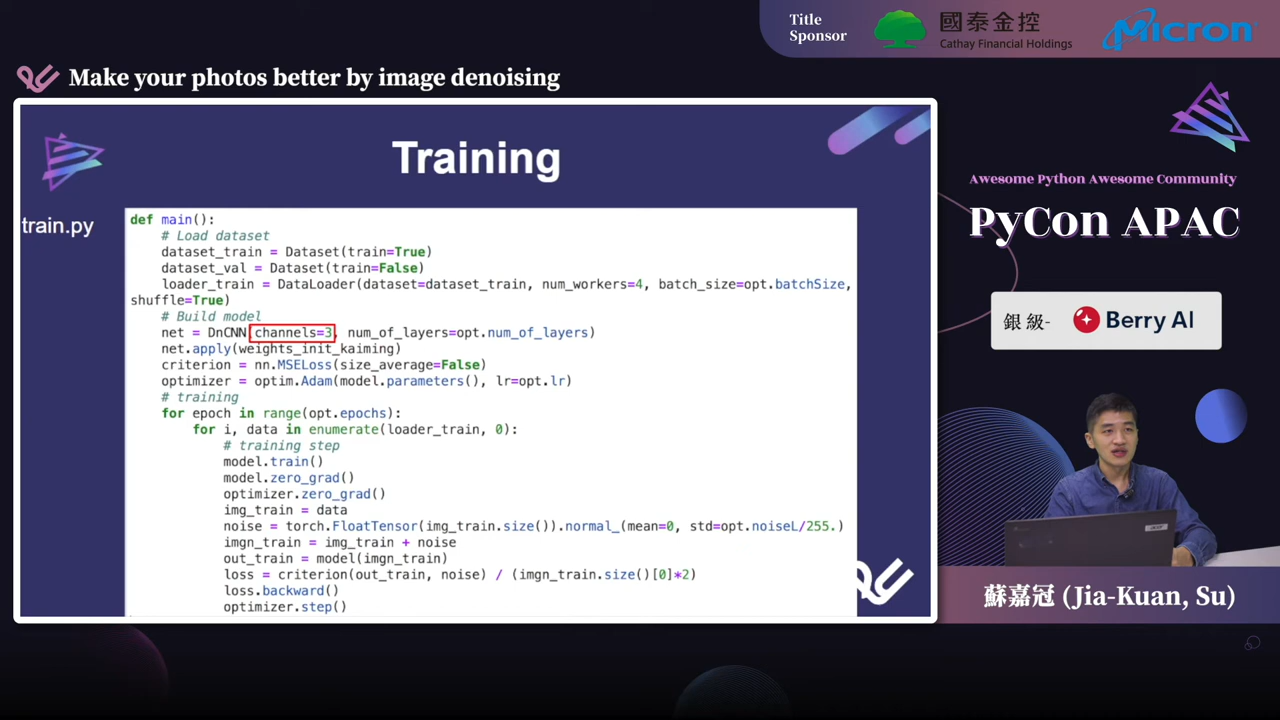 Title
Sponsor
國泰金控
Cathay Financial Holdings
Micron
Make your photos better by image denoising
Training
train.py
def main():
# Load dataset
dataset_train = Dataset(train=True)
dataset_val = Dataset(train=False)
loader_train = DataLoader(dataset=dataset_train, num_workers=4, batch_size=opt.batchSize,
shuffle=True)
# Build model
net = DnCNN(channels=3, num_of_layers=opt.num_of_layers)
net.apply(weights_init_kaiming)
criterion = nn.MSELoss(size_average=False)
optimizer = optim.Adam(model.parameters(), lr=opt.lr)
# training
for epoch in range(opt.epochs):
for i, data in enumerate(loader_train, 0):
# training step
model.train()
model.zero_grad()
optimizer.zero_grad()
img_train = data
noise = torch.FloatTensor(img_train.size()).normal_(mean=0, std=opt.noiseL/255.)
imgn_train = img_train + noise
out_train = model(imgn_train)
loss = criterion(out_train, noise) / (imgn_train.size()[0]*2)
loss.backward()
optimizer.step()
Awesome Python Awesome Community
PyCon APAC
銀級-
Berry AI
acer
蘇嘉冠 (Jia-Kuan, Su)